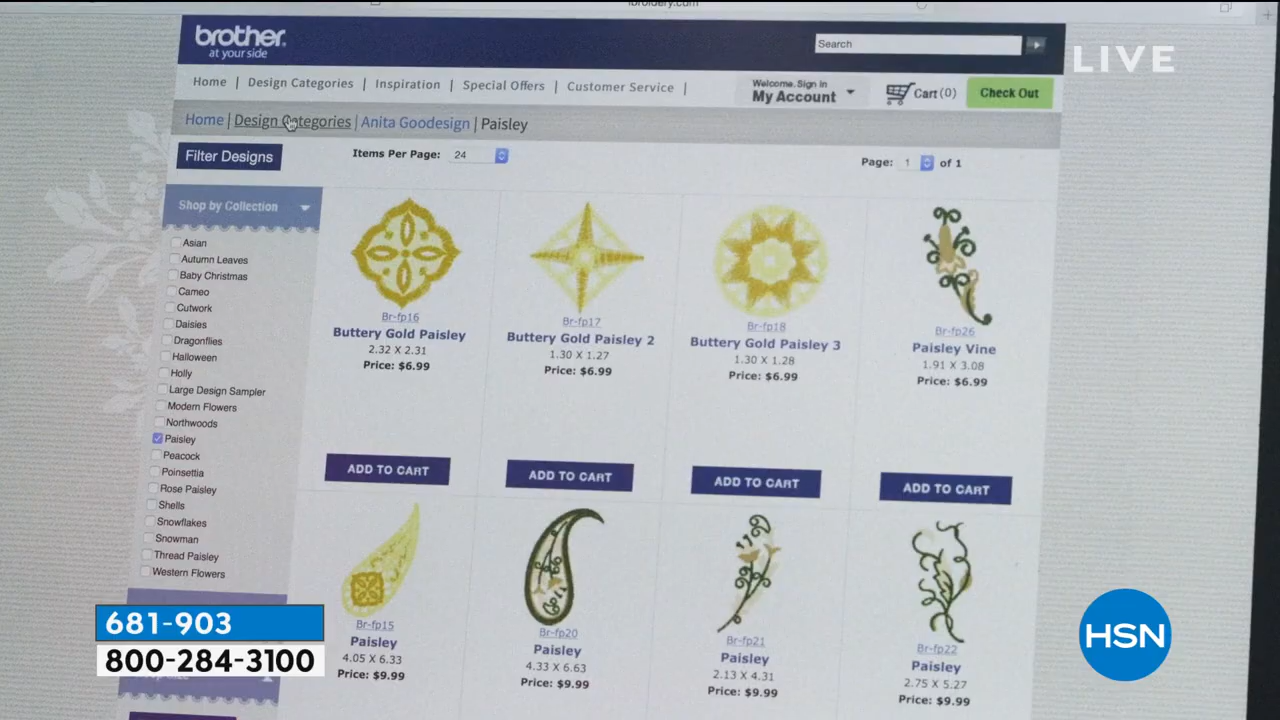 brother
at your side
Search
LIVE
Home | Design Categories | Inspiration | Special Offers | Customer Service |
Welcome. Sign in
My Account
Cart (0)
Check Out
Home | Design Categories | Anita Goodesign | Paisley
Filter Designs
Items Per Page: 24
Page: 1 of 1
Shop by Collection
Asian
Autumn Leaves
Baby Christmas
Cameo
Cutwork
Daisies
Dragonflies
Halloween
Holly
Large Design Sampler
Modern Flowers
Northwoods
Paisley
Peacock
Poinsettia
Rose Paisley
Shells
Snowflakes
Snowman
Thread Paisley
Western Flowers
Br-fp16
Buttery Gold Paisley
2.32 X 2.31
Price: $6.99
ADD TO CART
Br-fp17
Buttery Gold Paisley 2
1.30 X 1.27
Price: $6.99
ADD TO CART
Br-fp18
Buttery Gold Paisley 3
1.30 X 1.28
Price: $6.99
ADD TO CART
Br-fp26
Paisley Vine
1.91 X 3.08
Price: $6.99
ADD TO CART
Br-fp15
Paisley
4.05 X 6.33
Price: $9.99
Br-fp20
Paisley
4.33 X 6.63
Price: $9.99
Br-fp21
Paisley
2.13 X 4.31
Price: $9.99
Br-fp22
Paisley
2.75 X 5.27
Price: $9.99
681-903
800-284-3100
HSN